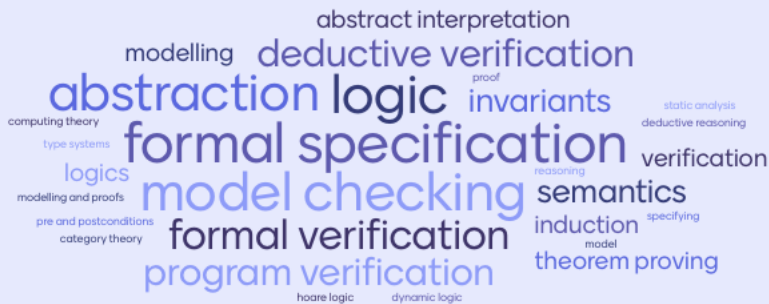 abstract interpretation
modelling
deductive verification
proof
abstraction
logic
invariants
static analysis
computing theory
deductive reasoning
formal specification
type systems
verification
logics
reasoning
model checking
semantics
modelling and proofs
pre and postconditions
induction
specifying
category theory
formal verification
model
program verification
theorem proving
hoare logic
dynamic logic